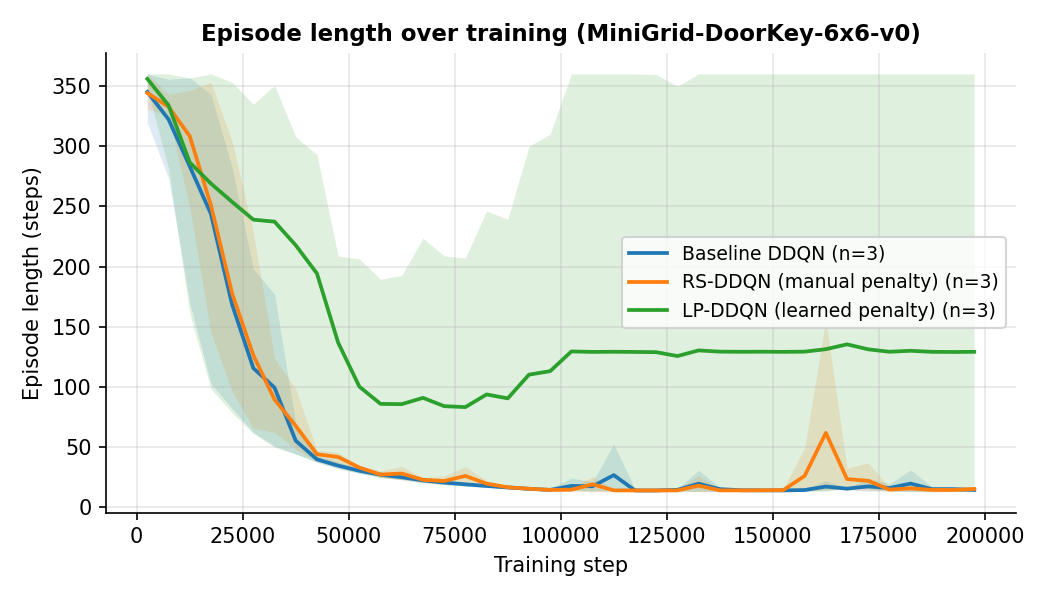 Episode length over training (MiniGrid-DoorKey-6x6-v0)
Episode length (steps)
350
300
250
200
150
100
50
0
Baseline DDQN (n=3)
RS-DDQN (manual penalty) (n=3)
LP-DDQN (learned penalty) (n=3)
0 25000 50000 75000 100000 125000 150000 175000 200000
Training step